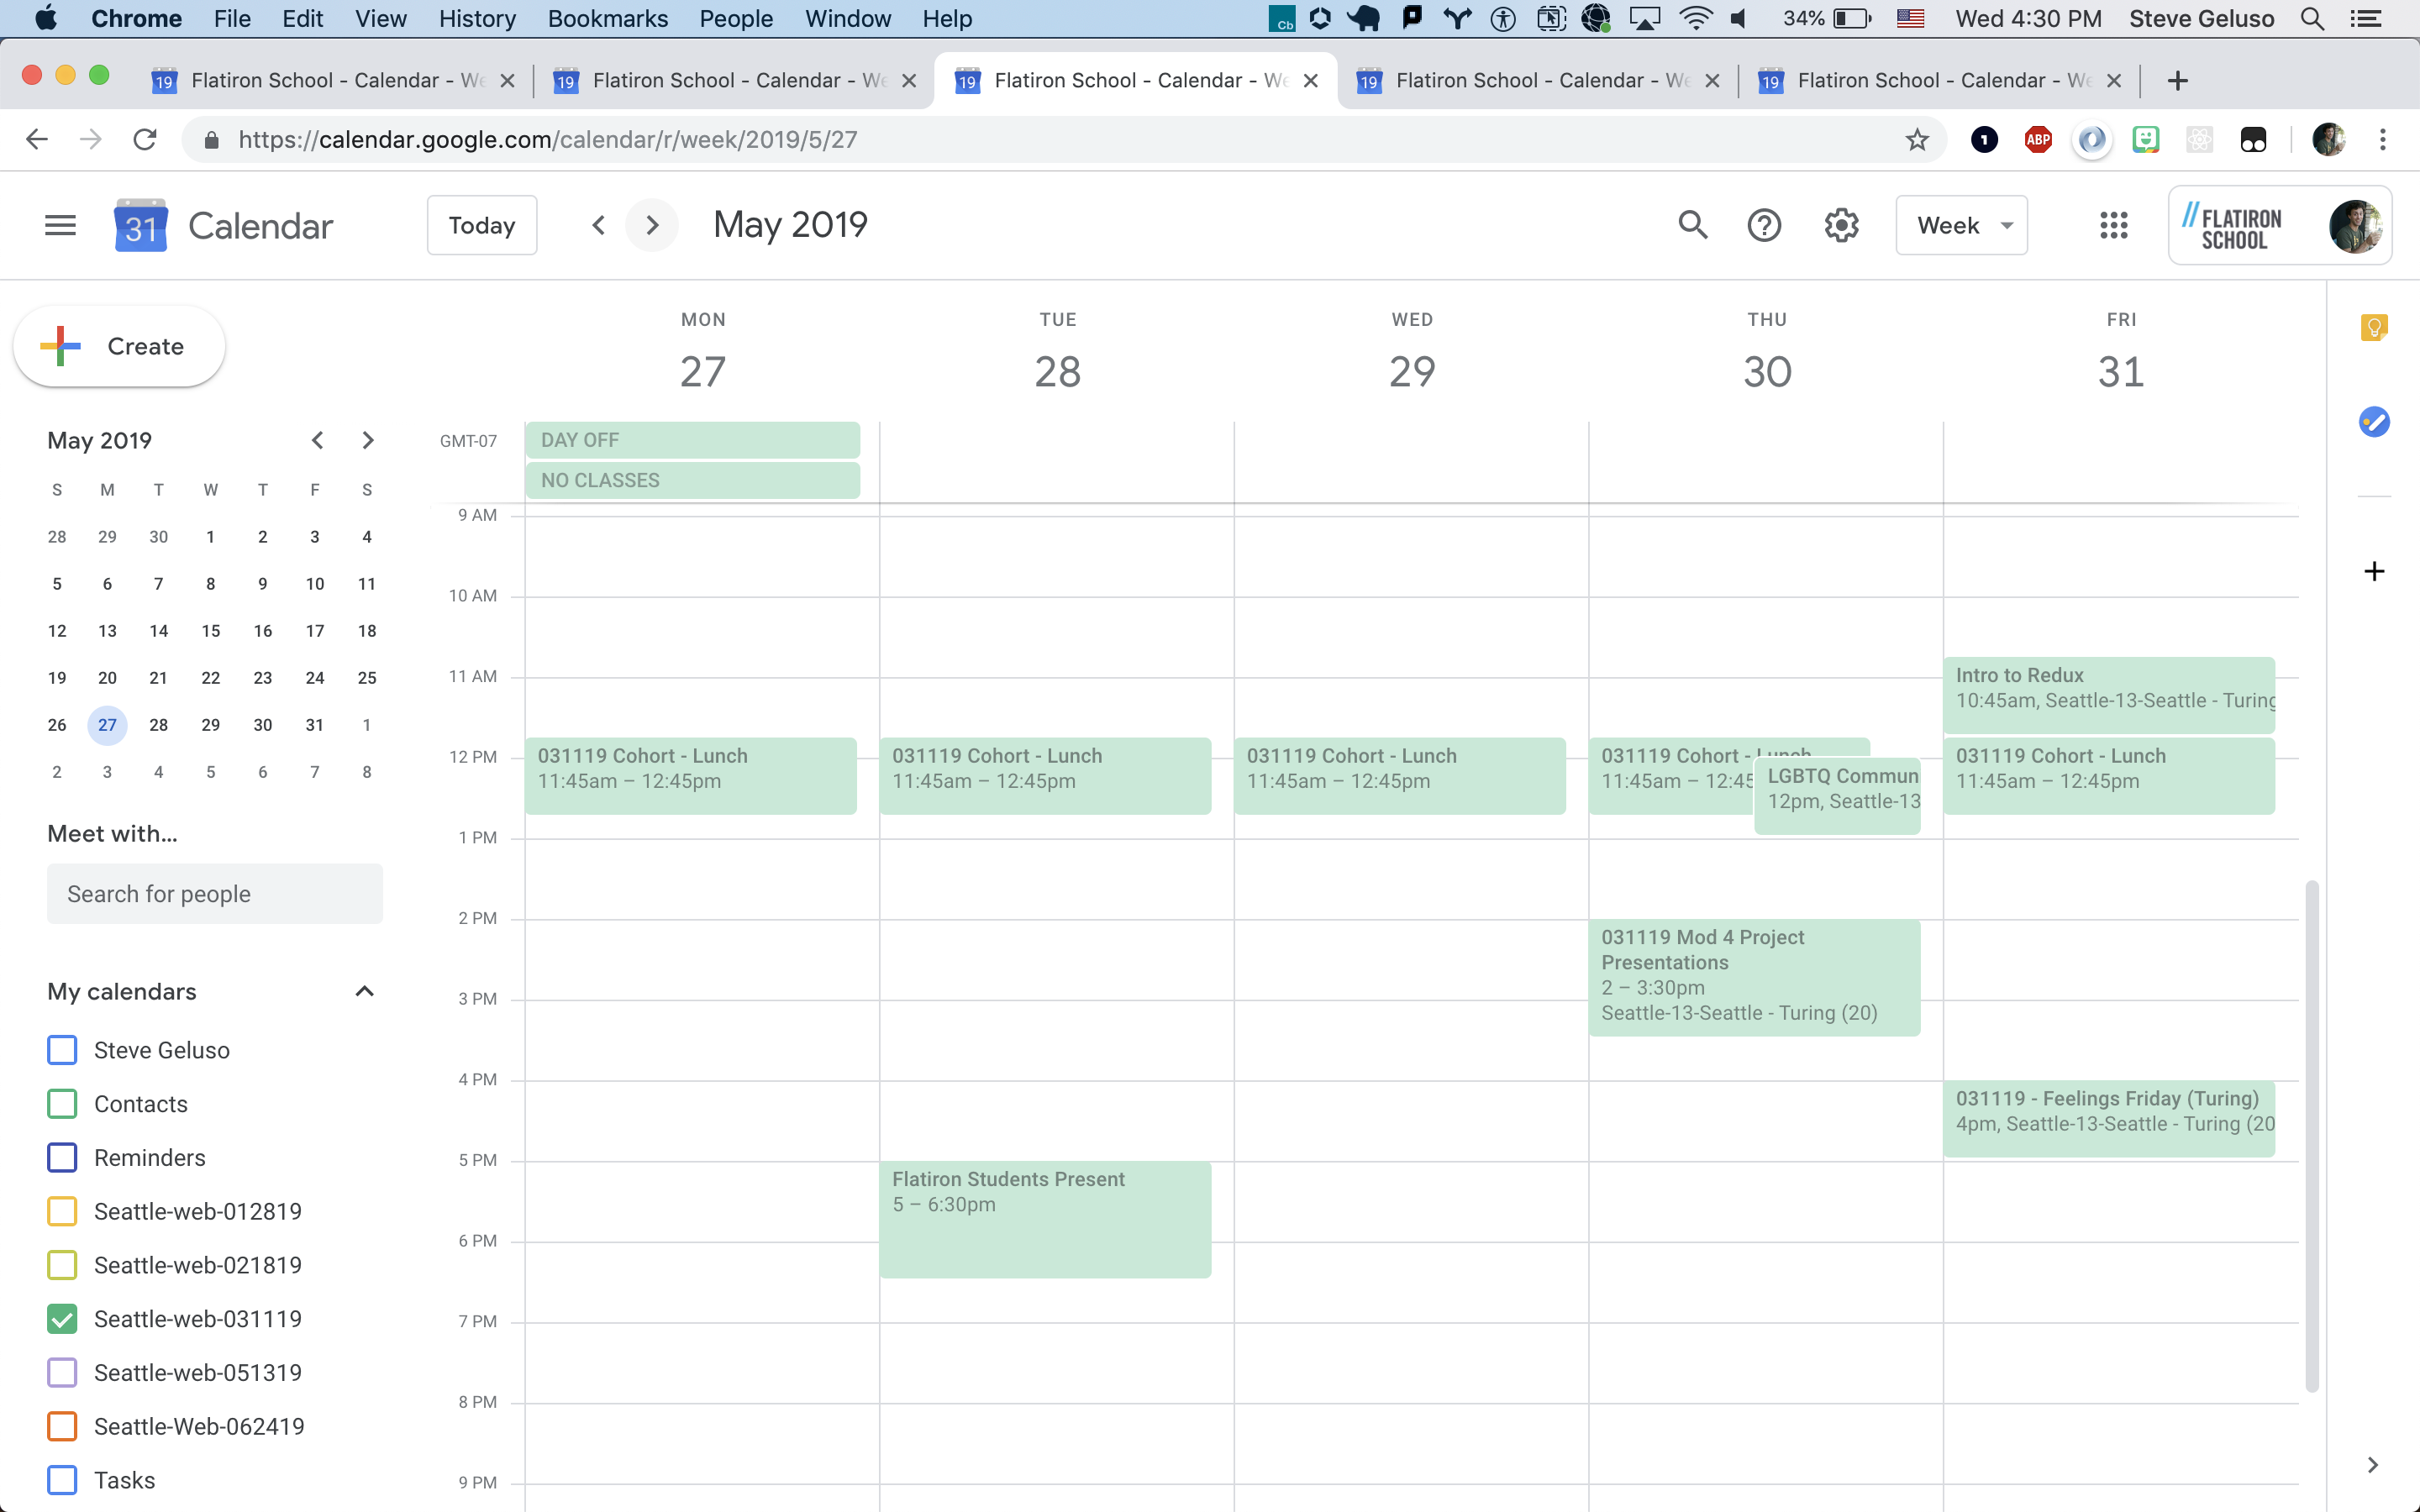 Chrome File Edit View History Bookmarks People Window Help Cb 34% Wed 4:30 PM Steve Geluso
19 Flatiron School - Calendar - We 19 Flatiron School - Calendar - We 19 Flatiron School - Calendar - We 19 Flatiron School - Calendar - We 19 Flatiron School - Calendar - We
https://calendar.google.com/calendar/r/week/2019/5/27 1 ABP
31 Calendar Today May 2019 Week // FLATIRON
SCHOOL
Create
May 2019
S M T W T F S
28 29 30 1 2 3 4
5 6 7 8 9 10 11
12 13 14 15 16 17 18
19 20 21 22 23 24 25
26 27 28 29 30 31 1
2 3 4 5 6 7 8
Meet with...
Search for people
My calendars
Steve Geluso
Contacts
Reminders
Seattle-web-012819
Seattle-web-021819
Seattle-web-031119
Seattle-web-051319
Seattle-Web-062419
Tasks
MON TUE WED THU FRI
27 28 29 30 31
GMT-07
DAY OFF
NO CLASSES
9 AM
10 AM
11 AM
12 PM
1 PM
2 PM
3 PM
4 PM
5 PM
6 PM
7 PM
8 PM
9 PM
031119 Cohort - Lunch
11:45am – 12:45pm
031119 Cohort - Lunch
11:45am – 12:45pm
Flatiron Students Present
5 – 6:30pm
031119 Cohort - Lunch
11:45am – 12:45pm
031119 Cohort - Lunch
11:45am – 12:45
LGBTQ Commun
12pm, Seattle-13
031119 Mod 4 Project
Presentations
2 – 3:30pm
Seattle-13-Seattle - Turing (20)
Intro to Redux
10:45am, Seattle-13-Seattle - Turing
031119 Cohort - Lunch
11:45am – 12:45pm
031119 - Feelings Friday (Turing)
4pm, Seattle-13-Seattle - Turing (20